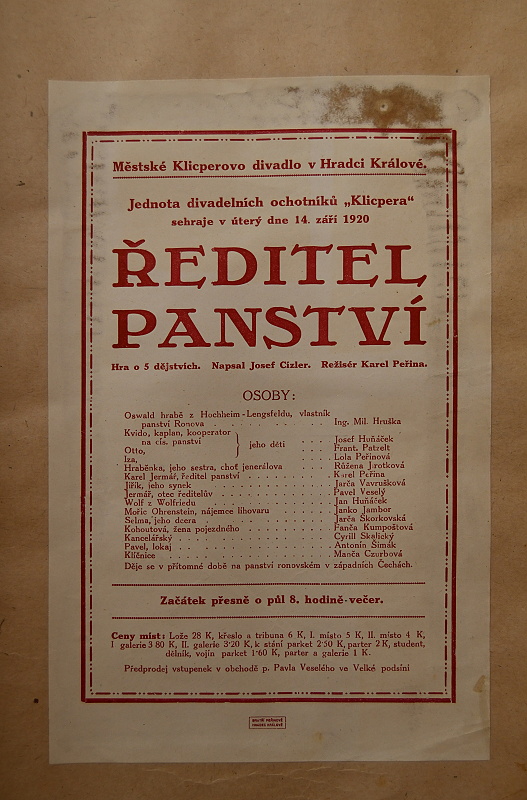 Městské Klicperovo divadlo v Hradci Králové.
Jednota divadelních ochotníků „Klicpera“
sehraje v úterý dne 14. září 1920
ŘEDITEL
PANSTVÍ
Hra o 5 dějstvích. Napsal Josef Cizler. Režisér Karel Peřina.
OSOBY:
Oswald hrabě z Hochheim-Lengsfeldu, vlastník
panství Ronova . . . . . . . . . . . . Ing. Mil. Hruška
Kvido, kaplan, kooperator
na cís. panství . . . . Josef Huňáček
Otto, jeho děti . . . . Frant. Patzelt
Iza, . . . . Lola Peřinová
Hraběnka, jeho sestra, choť jenerálova . . . . Růžena Jirotková
Karel Jermář, ředitel panství . . . . . . . . Karel Peřina
Jiřík, jeho synek . . . . . . . . . . Jarča Vavrušková
Jermář, otec ředitelův . . . . . . . . . . Pavel Veselý
Wolf z Wolfriedu . . . . . . . . . . Jan Huňáček
Mořic Ohrenstein, nájemce lihovaru . . . . . . Janko Jambor
Selma, jeho dcera . . . . . . . . . . Jarča Škorkovská
Kohoutová, žena pojezdného . . . . . . . . Fanča Kumpoštová
Kancelářský . . . . . . . . . . Cyrill Skalický
Pavel, lokaj . . . . . . . . . . Antonín Šimák
Klíčnice . . . . . . . . . . Manča Czurbová
Děje se v přítomné době na panství ronovském v západních Čechách.
Začátek přesně o půl 8. hodině večer.
Ceny míst: Lože 28 K, křeslo a tribuna 6 K, I. místo 5 K, II. místo 4 K,
I galerie 3 80 K, II. galerie 3·20 K, k stání parket 2·50 K, parter 2 K, student,
dělník, vojín parket 1·60 K, parter a galerie 1 K.
Předprodej vstupenek v obchodě p. Pavla Veselého ve Velké podsíni
HRADEC KRÁLOVÉ